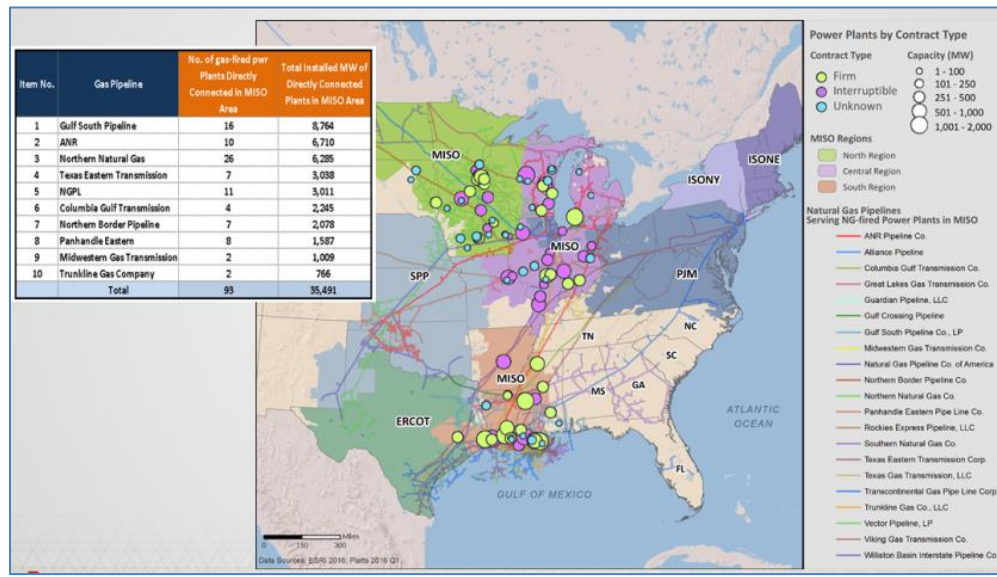 Item No.
Gas Pipeline
No. of gas-fired pwr
Plants Directly
Connected in MISO
Area
Total Installed MW of
Directly Connected
Plants in MISO Area
1 Gulf South Pipeline 16 8,764
2 ANR 10 6,710
3 Northern Natural Gas 26 6,285
4 Texas Eastern Transmission 7 3,038
5 NGPL 11 3,011
6 Columbia Gulf Transmission 4 2,245
7 Northern Border Pipeline 7 2,078
8 Panhandle Eastern 8 1,587
9 Midwestern Gas Transmission 2 1,009
10 Trunkline Gas Company 2 766
Total 93 35,491
MISO
ISONE
ISONY
MISO
PJM
SPP
TN
NC
SC
MISO
MS
GA
ERCOT
ATLANTIC
OCEAN
FL
GULF OF MEXICO
Miles
0 150 300
Data Sources: ESRI 2016; Platts 2016 Q1
Power Plants by Contract Type
Contract Type
Firm
Interruptible
Unknown
Capacity (MW)
1 - 100
101 - 250
251 - 500
501 - 1,000
1,001 - 2,000
MISO Regions
North Region
Central Region
South Region
Natural Gas Pipelines
Serving NG-fired Power Plants in MISO
ANR Pipeline Co.
Alliance Pipeline
Columbia Gulf Transmission Co.
Great Lakes Gas Transmission Co.
Guardian Pipeline, LLC
Gulf Crossing Pipeline
Gulf South Pipeline Co., LP
Midwestern Gas Transmission Co.
Natural Gas Pipeline Co. of America
Northern Border Pipeline Co.
Northern Natural Gas Co.
Panhandle Eastern Pipe Line Co.
Rockies Express Pipeline, LLC
Southern Natural Gas Co.
Texas Eastern Transmission Corp.
Texas Gas Transmission, LLC
Transcontinental Gas Pipe Line Corp
Trunkline Gas Co., LLC
Vector Pipeline, LP
Viking Gas Transmission Co.
Williston Basin Interstate Pipeline Co